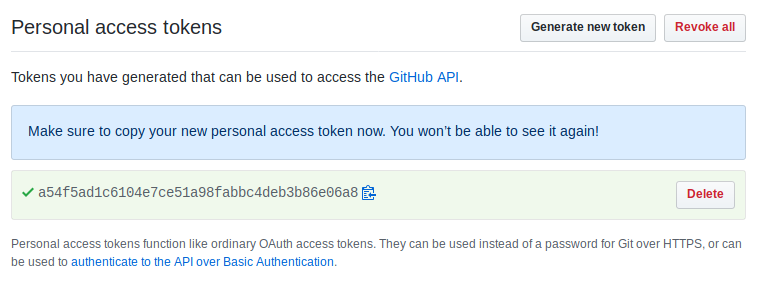 Personal access tokens
Generate new token
Revoke all
Tokens you have generated that can be used to access the GitHub API.
Make sure to copy your new personal access token now. You won't be able to see it again!
a54f5ad1c6104e7ce51a98fabbc4deb3b86e06a8
Delete
Personal access tokens function like ordinary OAuth access tokens. They can be used instead of a password for Git over HTTPS, or can
be used to authenticate to the API over Basic Authentication.